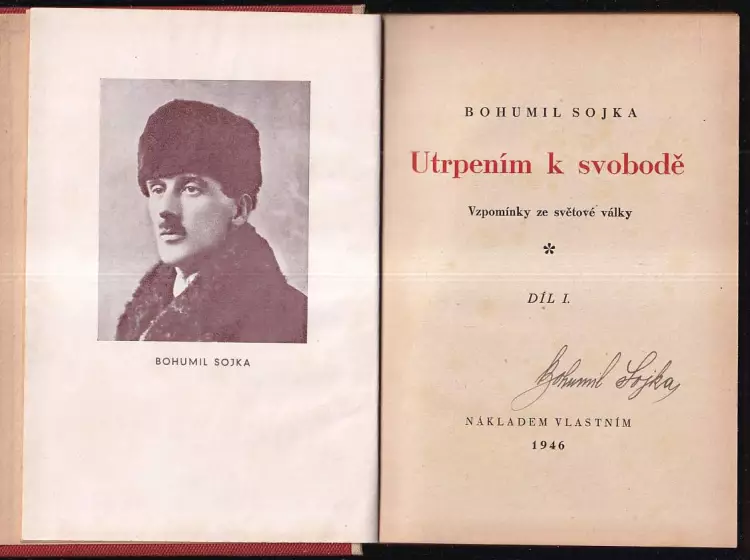 BOHUMIL SOJKA
BOHUMIL SOJKA
Utrpením k svobodě
Vzpomínky ze světové války
*
DÍL I.
Bohumil Sojka
NÁKLADEM VLASTNÍM
1946